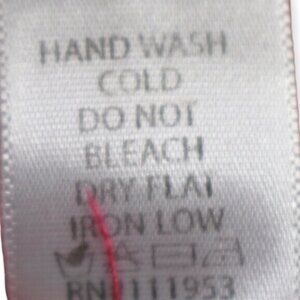 HAND WASH
COLD
DO NOT
BLEACH
DRY FLAT
IRON LOW
RN 111953